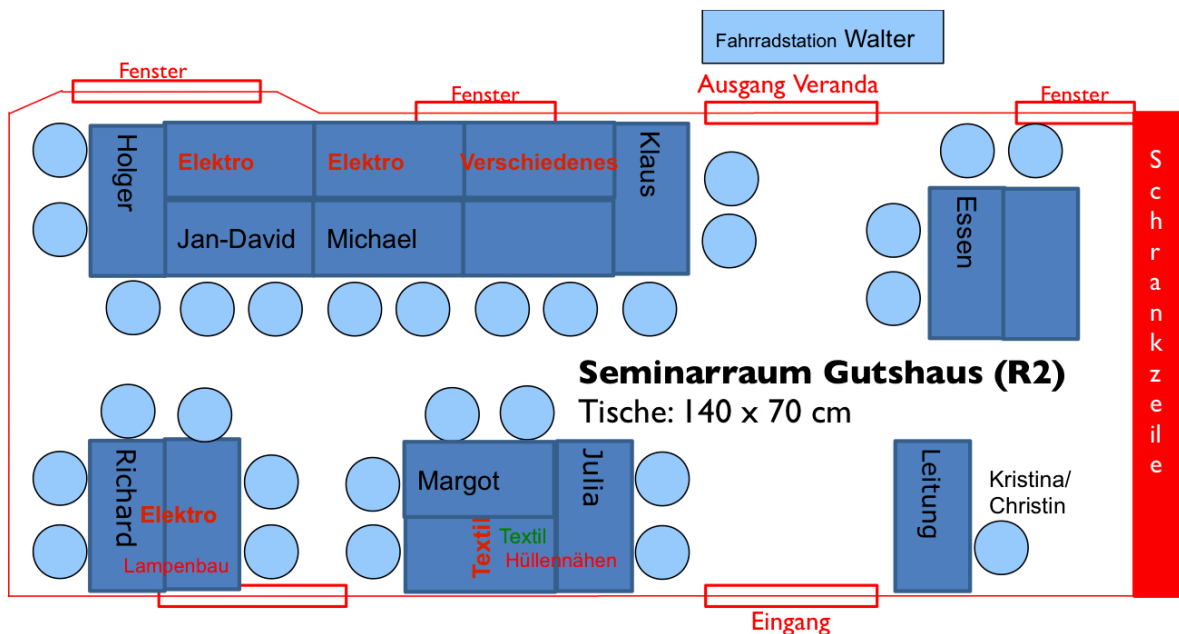 Fahrradstation Walter
Fenster
Ausgang Veranda
Fenster
Fenster
Holger
Elektro
Elektro
Verschiedenes
Klaus
Jan-David
Michael
Essen
Schrankzeile
Seminarraum Gutshaus (R2)
Tische: 140 x 70 cm
Richard
Elektro
Lampenbau
Margot
Julia
Textil
Textil
Hüllennähen
Leitung
Kristina/
Christin
Eingang